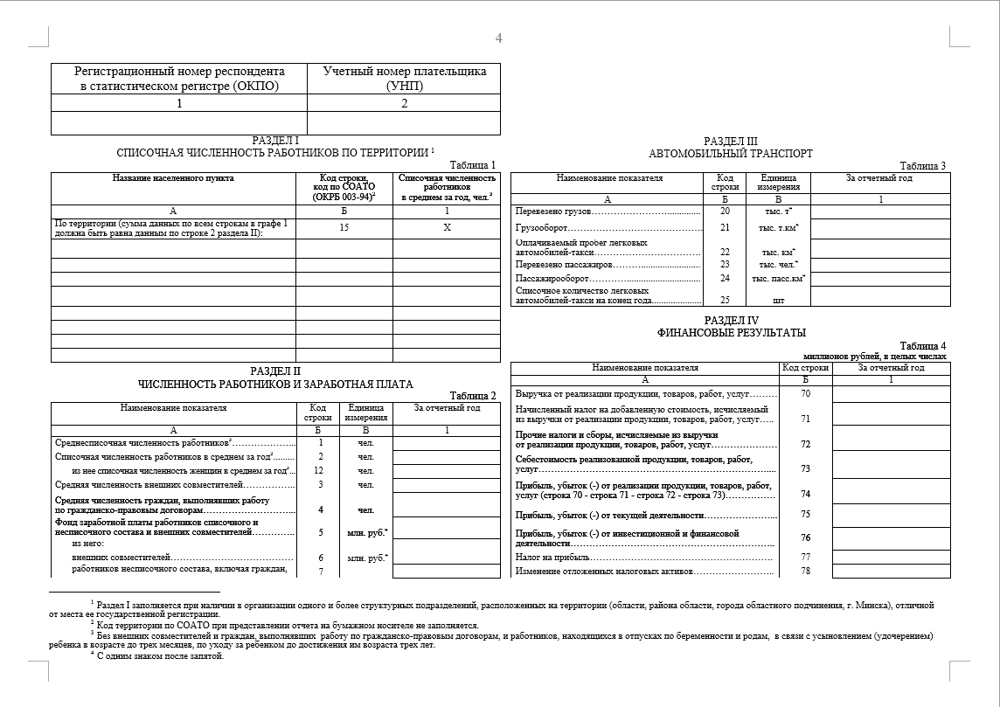 4
Регистрационный номер респондента
в статистическом регистре (ОКПО)
Учетный номер плательщика
(УНП)
1
2
РАЗДЕЛ I
СПИСОЧНАЯ ЧИСЛЕННОСТЬ РАБОТНИКОВ ПО ТЕРРИТОРИИ 1
Таблица 1
Название населенного пункта
Код строки,
код по СОАТО
(ОКРБ 003-94)2
Списочная численность
работников
в среднем за год, чел.3
А
Б
1
По территории (сумма данных по всем строкам в графе 1
должна быть равна данным по строке 2 раздела II):
15
Х
РАЗДЕЛ II
ЧИСЛЕННОСТЬ РАБОТНИКОВ И ЗАРАБОТНАЯ ПЛАТА
Таблица 2
Наименование показателя
Код
строки
Единица
измерения
За отчетный год
А
Б
В
1
Среднесписочная численность работников3........................
1
чел.
Списочная численность работников в среднем за год3.........
2
чел.
из нее списочная численность женщин в среднем за год3...
12
чел.
Средняя численность внешних совместителей..................
3
чел.
Средняя численность граждан, выполнявших работу
по гражданско-правовым договорам................................
4
чел.
Фонд заработной платы работников списочного и
несписочного состава и внешних совместителей...............
5
млн. руб.4
из него:
внешних совместителей..........................................
6
млн. руб.4
работников несписочного состава, включая граждан,
7
РАЗДЕЛ III
АВТОМОБИЛЬНЫЙ ТРАНСПОРТ
Таблица 3
Наименование показателя
Код
строки
Единица
измерения
За отчетный год
А
Б
В
1
Перевезено грузов..........................................
20
тыс. т4
Грузооборот...................................................
21
тыс. т.км4
Оплачиваемый пробег легковых
автомобилей-такси.........................................
22
тыс. км4
Перевезено пассажиров..................................
23
тыс. чел.4
Пассажирооборот...........................................
24
тыс. пасс.км4
Списочное количество легковых
автомобилей-такси на конец года...................
25
шт
РАЗДЕЛ IV
ФИНАНСОВЫЕ РЕЗУЛЬТАТЫ
Таблица 4
миллионов рублей, в целых числах
Наименование показателя
Код строки
За отчетный год
А
Б
1
Выручка от реализации продукции, товаров, работ, услуг.........
70
Начисленный налог на добавленную стоимость, исчисляемый
из выручки от реализации продукции, товаров, работ, услуг.....
71
Прочие налоги и сборы, исчисляемые из выручки
от реализации продукции, товаров, работ, услуг......................
72
Себестоимость реализованной продукции, товаров, работ,
услуг..........................................................................
73
Прибыль, убыток (-) от реализации продукции, товаров, работ,
услуг (строка 70 - строка 71 - строка 72 - строка 73)................
74
Прибыль, убыток (-) от текущей деятельности........................
75
Прибыль, убыток (-) от инвестиционной и финансовой
деятельности................................................................
76
Налог на прибыль..........................................................
77
Изменение отложенных налоговых активов...........................
78
1 Раздел I заполняется при наличии в организации одного и более структурных подразделений, расположенных на территории (области, района области, города областного подчинения, г. Минска), отличной
от места ее государственной регистрации.
2 Код территории по СОАТО при представлении отчета на бумажном носителе не заполняется.
3 Без внешних совместителей и граждан, выполнявших работу по гражданско-правовым договорам, и работников, находящихся в отпусках по беременности и родам, в связи с усыновлением (удочерением)
ребенка в возрасте до трех месяцев, по уходу за ребенком до достижения им возраста трех лет.
4 С одним знаком после запятой.